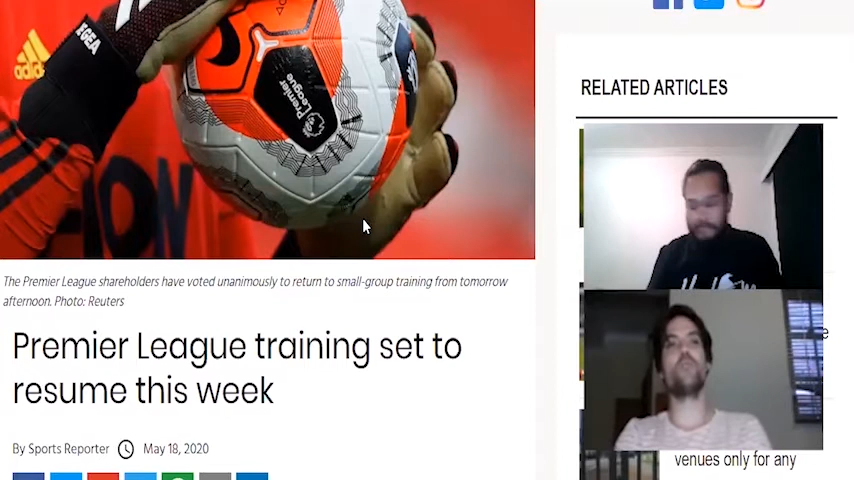 adidas
GEA
Premier
League
ION
RELATED ARTICLES
The Premier League shareholders have voted unanimously to return to small-group training from tomorrow
afternoon. Photo: Reuters
Premier League training set to
resume this week
By Sports Reporter May 18, 2020
venues only for any